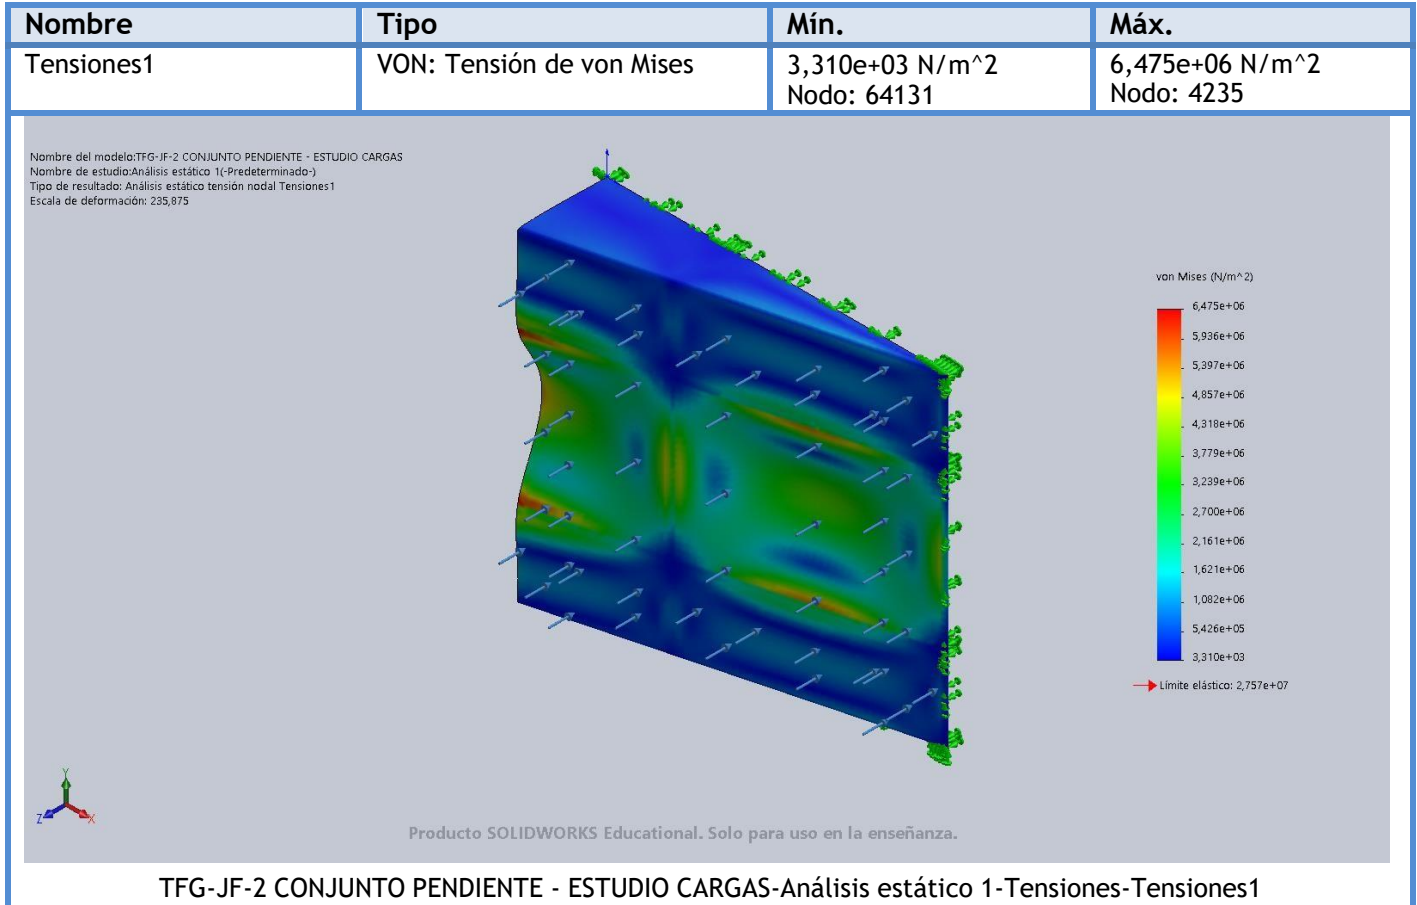 Nombre Tipo Mín. Máx.
Tensiones1 VON: Tensión de von Mises 3,310e+03 N/m^2 6,475e+06 N/m^2
Nodo: 64131 Nodo: 4235
Nombre del modelo:TFG-JF-2 CONJUNTO PENDIENTE - ESTUDIO CARGAS
Nombre de estudio:Análisis estático 1(-Predeterminado-)
Tipo de resultado: Análisis estático tensión nodal Tensiones1
Escala de deformación: 235,875
von Mises (N/m^2)
6,475e+06
5,936e+06
5,397e+06
4,857e+06
4,318e+06
3,779e+06
3,239e+06
2,700e+06
2,161e+06
1,621e+06
1,082e+06
5,426e+05
3,310e+03
Límite elástico: 2,757e+07
Y
Z X
Producto SOLIDWORKS Educational. Solo para uso en la enseñanza.
TFG-JF-2 CONJUNTO PENDIENTE - ESTUDIO CARGAS-Análisis estático 1-Tensiones-Tensiones1